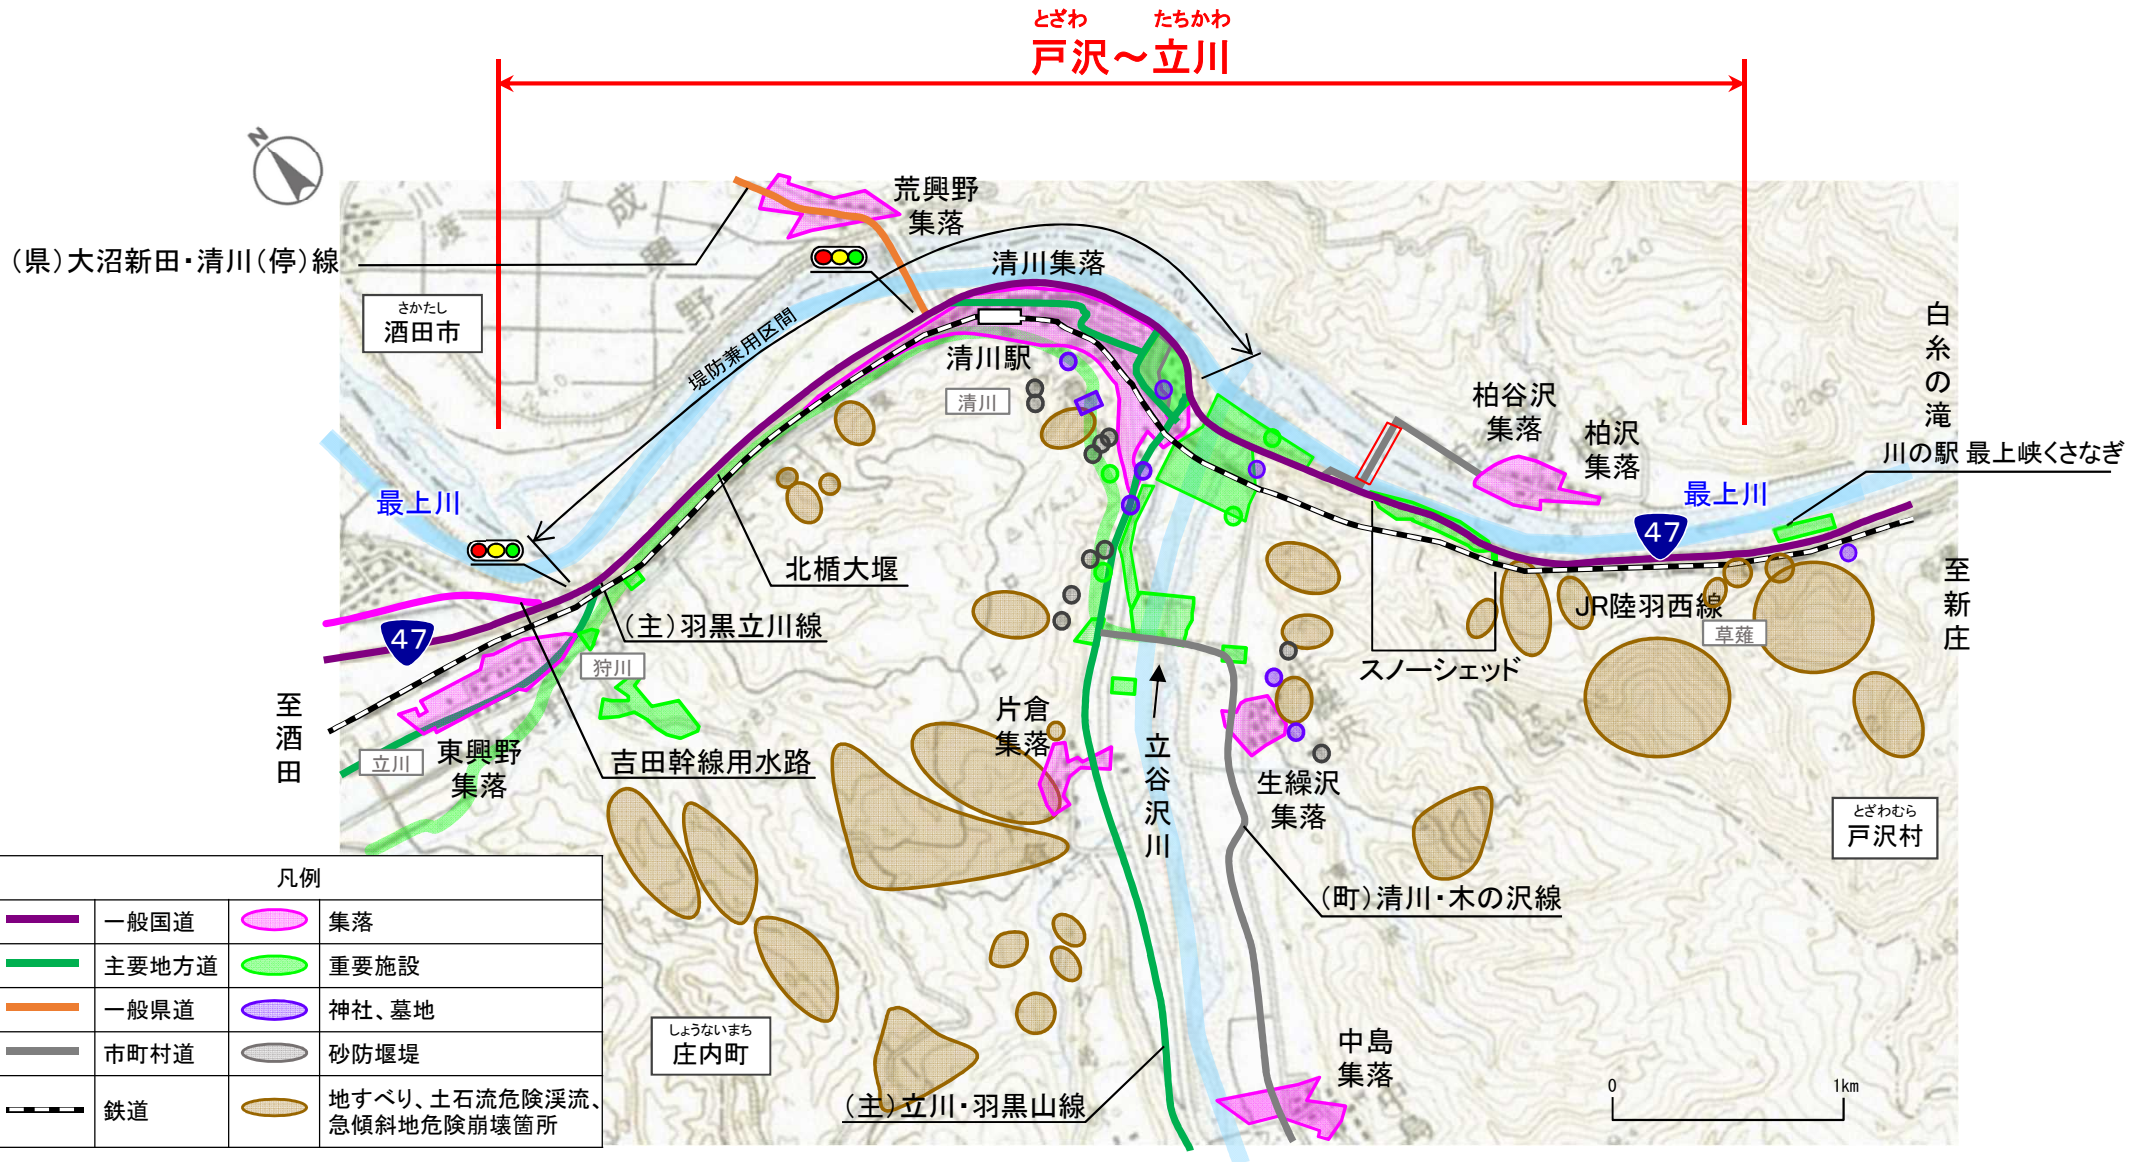 とざわ たちかわ
戸沢～立川
N
荒興野
集落
(県)大沼新田・清川(停)線
清川集落
さかたし
酒田市
堤防兼用区間
清川駅
清川
白糸の滝
柏谷沢
集落
柏沢
集落
川の駅 最上峡くさなぎ
最上川
最上川
47
北楯大堰
(主)羽黒立川線
47
狩川
JR陸羽西線
草薙
至新庄
スノーシェッド
至酒田
立川
東興野
集落
吉田幹線用水路
片倉
集落
立谷沢川
生繰沢
集落
とざわむら
戸沢村
(町)清川・木の沢線
凡例
一般国道
集落
主要地方道
重要施設
一般県道
神社、墓地
市町村道
砂防堰堤
鉄道
地すべり、土石流危険渓流、
急傾斜地危険崩壊箇所
しょうないまち
庄内町
(主)立川・羽黒山線
中島
集落
0 1km